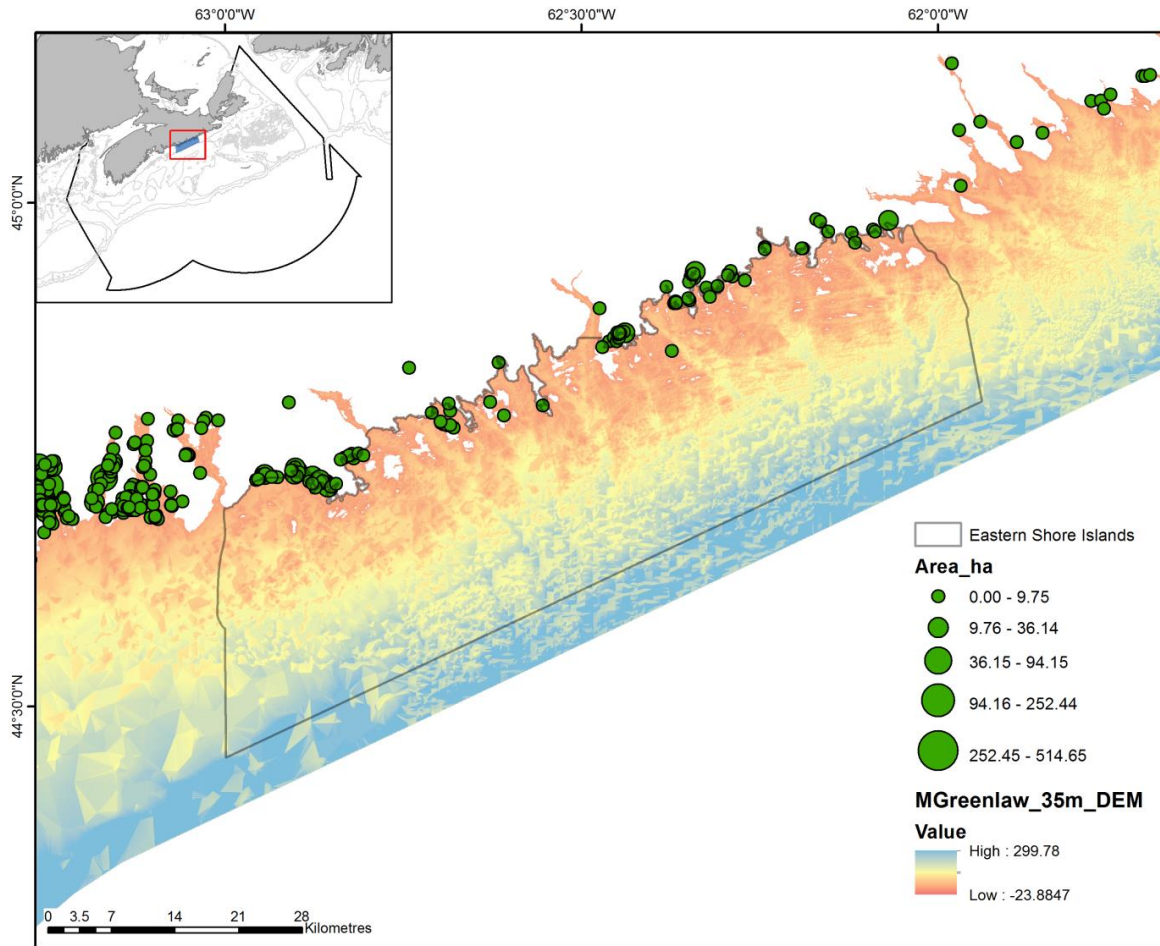 63°0'0"W 62°30'0"W 62°0'0"W
45°0'0"N
44°30'0"N
Eastern Shore Islands
Area_ha
0.00 - 9.75
9.76 - 36.14
36.15 - 94.15
94.16 - 252.44
252.45 - 514.65
MGreenlaw_35m_DEM
Value
High : 299.78
Low : -23.8847
0 3.5 7 14 21 28
Kilometres